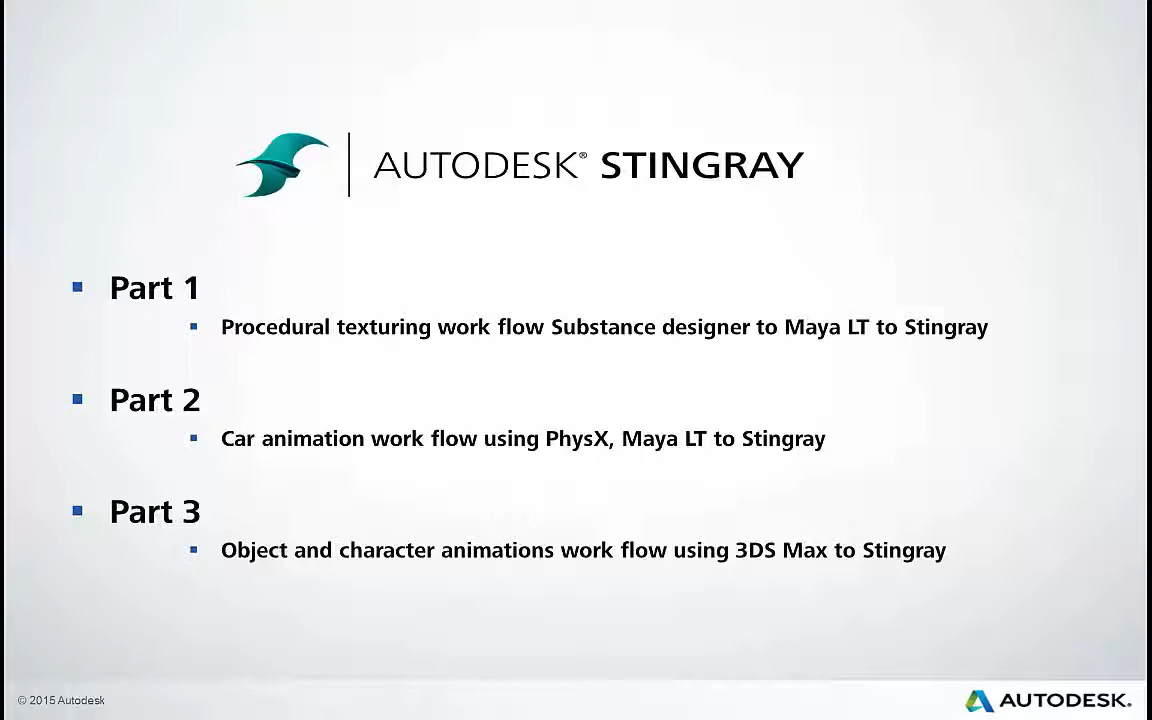 AUTODESK® STINGRAY
Part 1
Procedural texturing work flow Substance designer to Maya LT to Stingray
Part 2
Car animation work flow using PhysX, Maya LT to Stingray
Part 3
Object and character animations work flow using 3DS Max to Stingray
© 2015 Autodesk
AUTODESK.